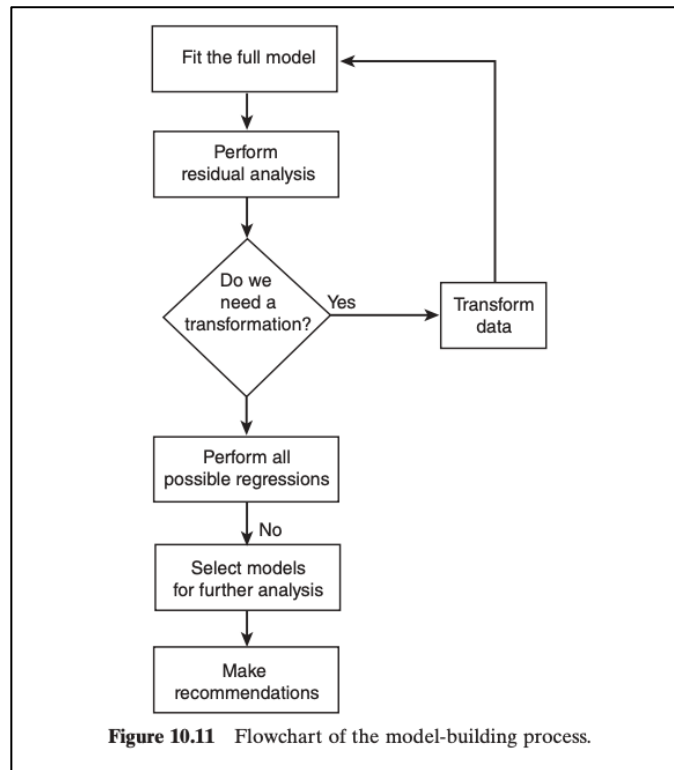 Fit the full model
Perform
residual analysis
Do we
need a
transformation?
Yes
Transform
data
Perform all
possible regressions
No
Select models
for further analysis
Make
recommendations
Figure 10.11 Flowchart of the model-building process.